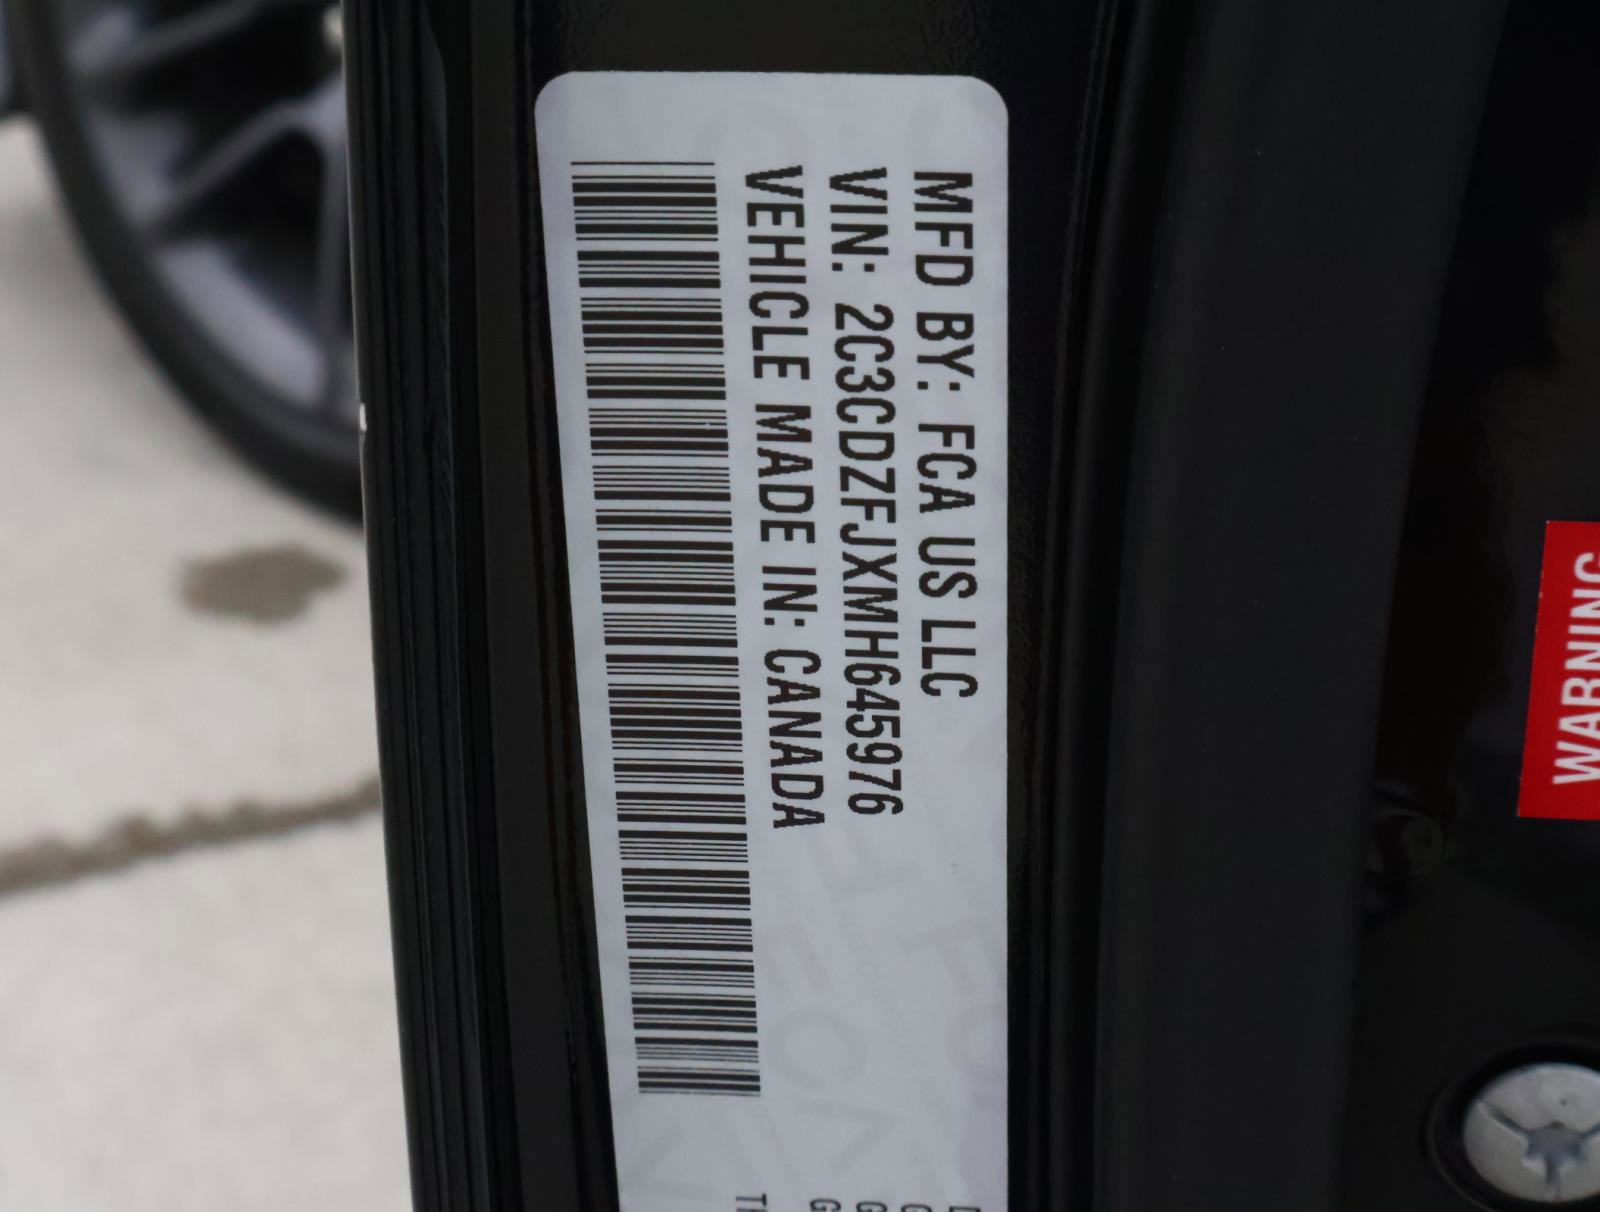 MFD BY: FCA US LLC
VIN: 2C3CDZFJXMH645976
VEHICLE MADE IN: CANADA
WARNING